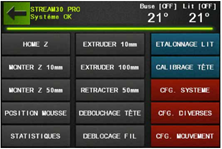 STREAM30 PRO
Système OK
Buse [OFF] Lit [OFF]
21° 21°
HOME Z
EXTRUDER 10mm
ETALONNAGE LIT
MONTER Z 10mm
EXTRUDER 100mm
CALIBRAGE TÊTE
MONTER Z 50mm
RETRACTER 50mm
CFG. SYSTEME
POSITION MOUSSE
DEBOUCHAGE TÊTE
CFG. DIVERSES
STATISTIQUES
DEBLOCAGE FIL
CFG. MOUVEMENT